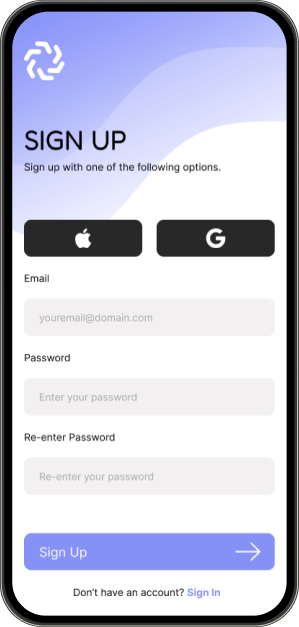 SIGN UP
Sign up with one of the following options.
Email
youremail@domain.com
Password
Enter your password
Re-enter Password
Re-enter your password
Sign Up
Don't have an account? Sign In